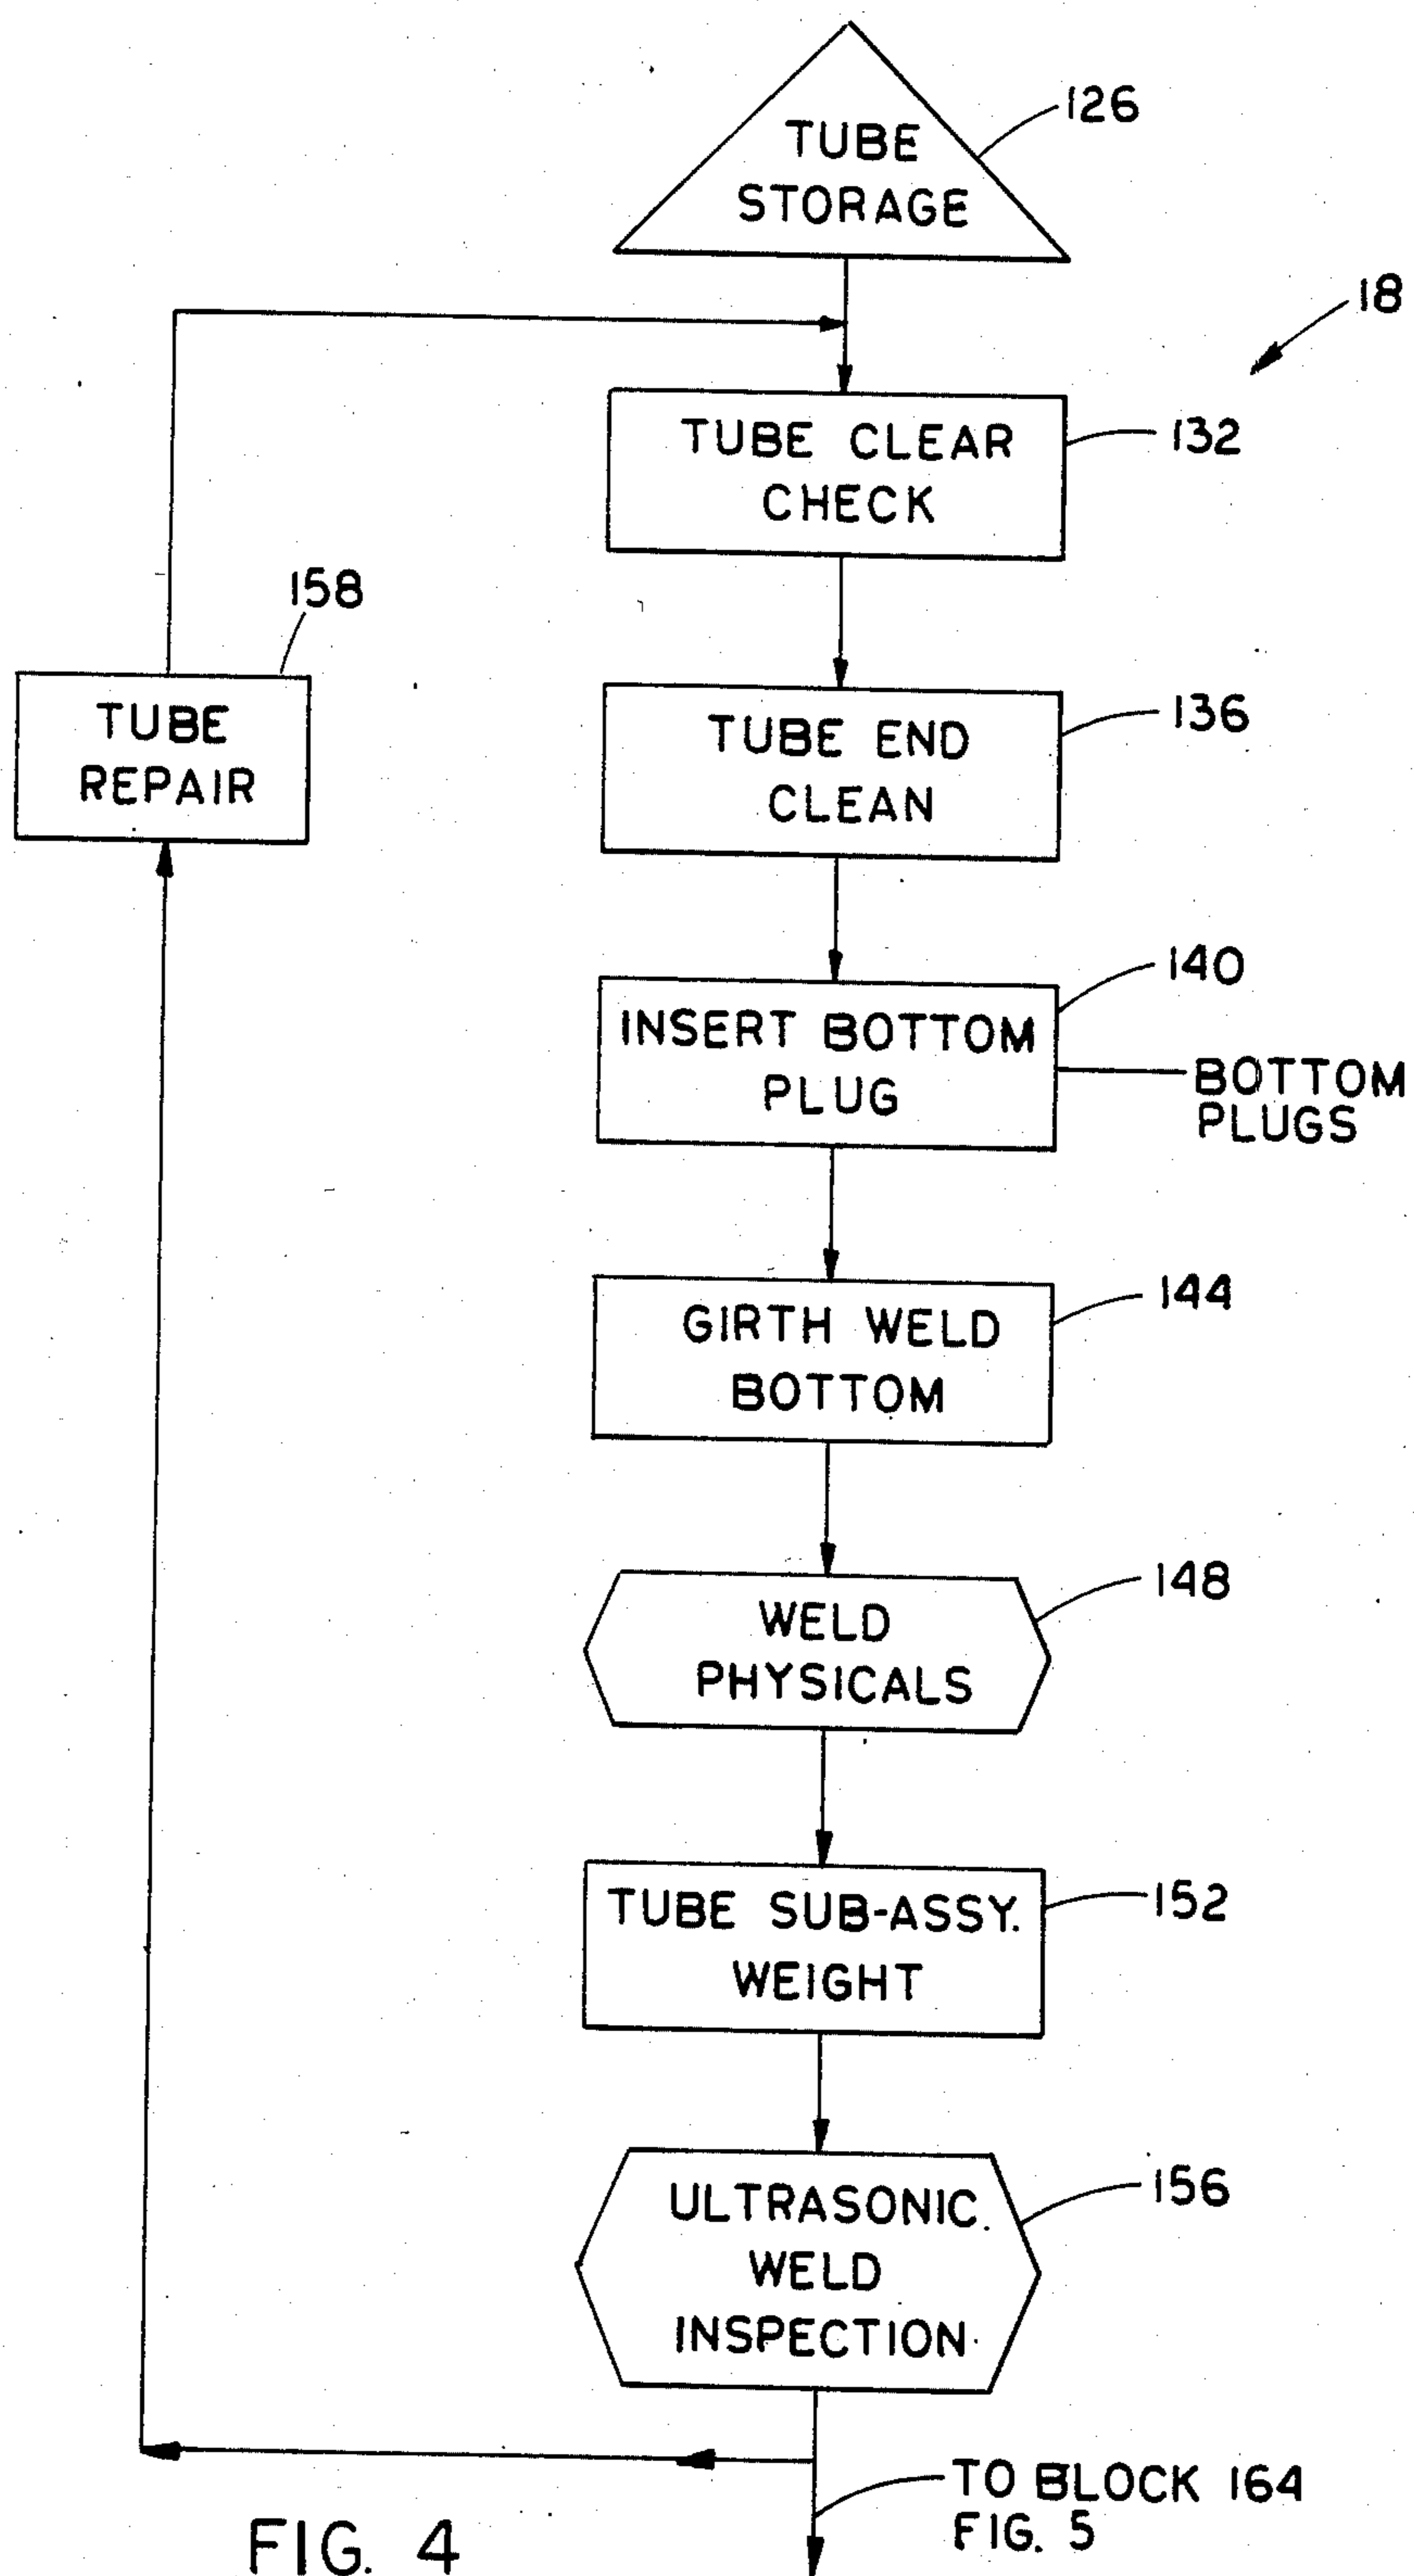 TUBE
STORAGE
126
18
TUBE CLEAR
CHECK
132
158
TUBE
REPAIR
TUBE END
CLEAN
136
INSERT BOTTOM
PLUG
140
BOTTOM
PLUGS
GIRTH WELD
BOTTOM
144
WELD
PHYSICALS
148
TUBE SUB-ASSY.
WEIGHT
152
ULTRASONIC
WELD
INSPECTION
156
TO BLOCK 164
FIG. 5
FIG. 4